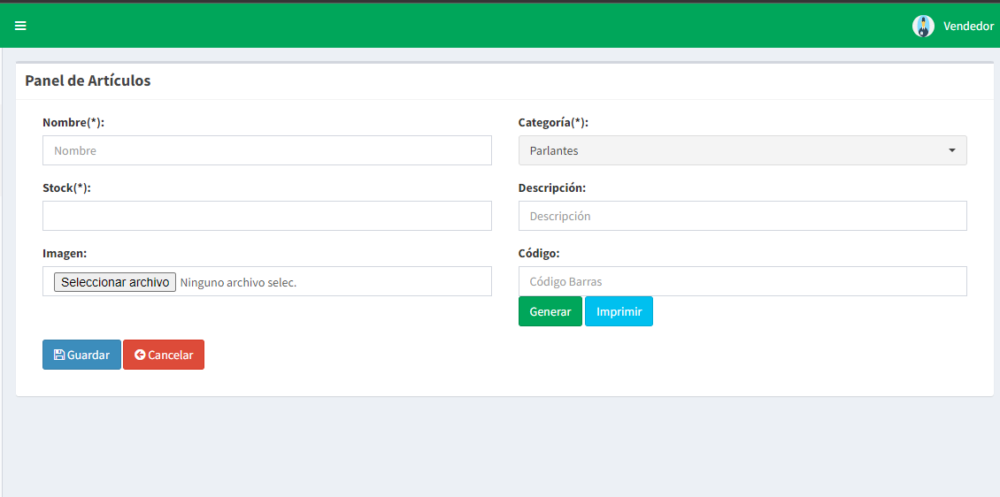 Vendedor
Panel de Artículos
Nombre(*):
Categoría(*):
Nombre
Parlantes
Stock(*):
Descripción:
Descripción
Imagen:
Código:
Seleccionar archivo Ninguno archivo selec.
Código Barras
Generar Imprimir
Guardar Cancelar